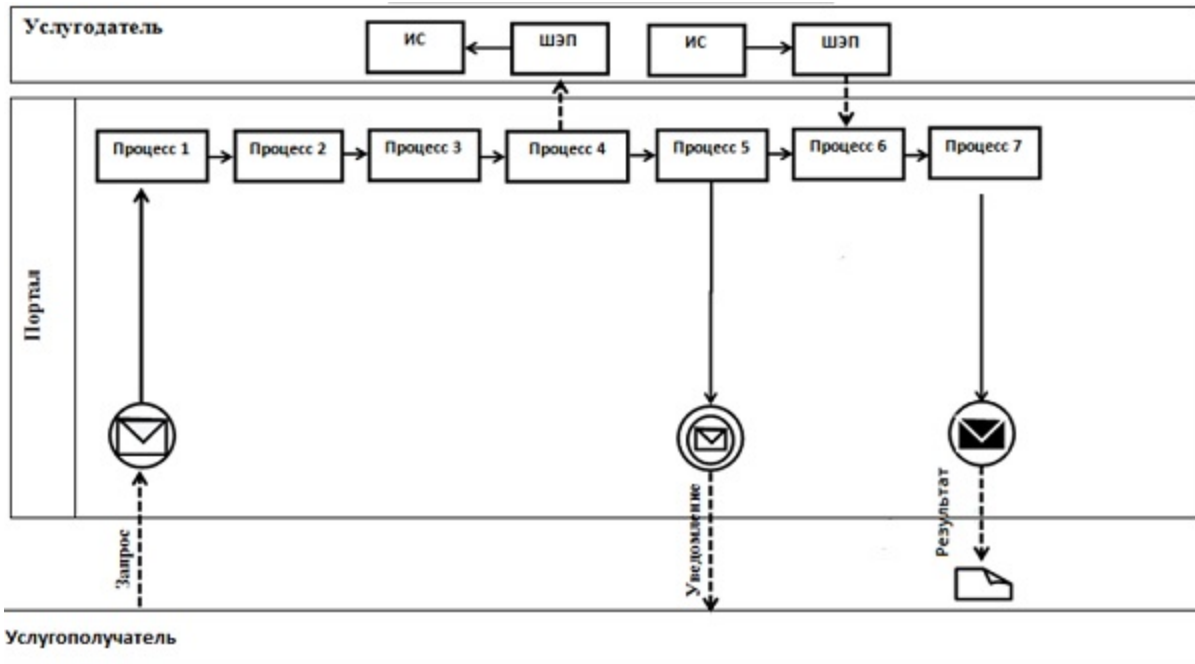 Услугодатель
ИС
ШЭП
ИС
ШЭП
Портал
Процесс 1
Процесс 2
Процесс 3
Процесс 4
Процесс 5
Процесс 6
Процесс 7
Запрос
Уведомление
Результат
Услугополучатель